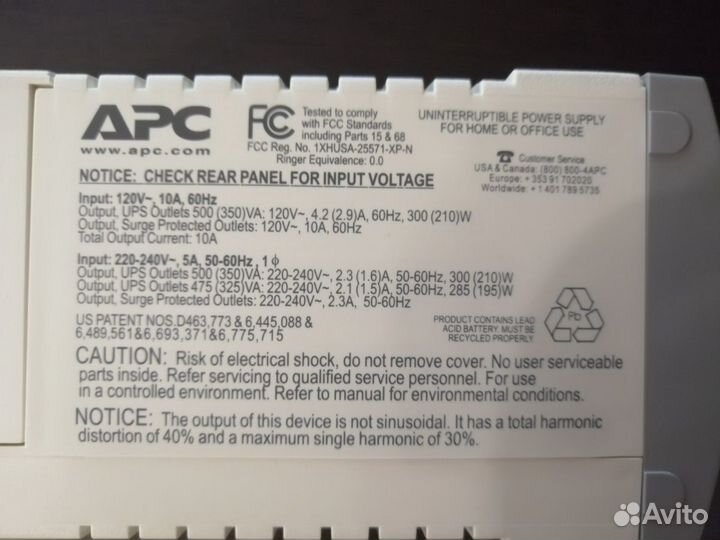 APC
www.apc.com
FC
Tested to comply
with FCC Standards
including Parts 15 & 68
FCC Reg. No. 1XHUSA-25571-XP-N
Ringer Equivalence: 0.0
UNINTERRUPTIBLE POWER SUPPLY
FOR HOME OR OFFICE USE
Customer Service
USA & Canada: (800) 800-4APC
Europe: +353 91 702020
Worldwide: +1 401 789 5735
NOTICE: CHECK REAR PANEL FOR INPUT VOLTAGE
Input: 120V~, 10A, 60Hz
Output, UPS Outlets 500 (350)VA: 120V~, 4.2 (2.9)A, 60Hz, 300 (210)W
Output, Surge Protected Outlets: 120V~, 10A, 60Hz
Total Output Current: 10A
Input: 220-240V~, 5A, 50-60Hz, 1 ϕ
Output, UPS Outlets 500 (350)VA: 220-240V~, 2.3 (1.6)A, 50-60Hz, 300 (210)W
Output, UPS Outlets 475 (325)VA: 220-240V~, 2.1 (1.5)A, 50-60Hz, 285 (195)W
Output, Surge Protected Outlets: 220-240V~, 2.3A, 50-60Hz
US PATENT NOS.D463,773 & 6,445,088 &
6,489,561&6,693,371&6,775,715
PRODUCT CONTAINS LEAD
ACID BATTERY. MUST BE
RECYCLED PROPERLY
Pb
CAUTION: Risk of electrical shock, do not remove cover. No user serviceable
parts inside. Refer servicing to qualified service personnel. For use
in a controlled environment. Refer to manual for environmental conditions.
NOTICE: The output of this device is not sinusoidal. It has a total harmonic
distortion of 40% and a maximum single harmonic of 30%.
Avito